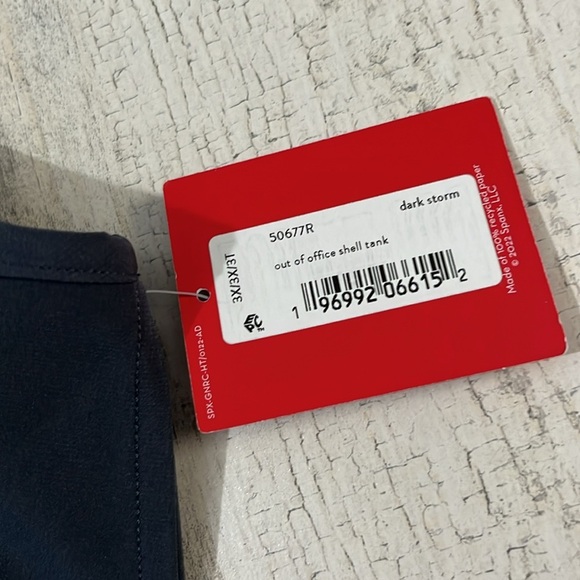 50677R
dark storm
out of office shell tank
3X/3X/3T
EPC™
1 96992 06615 2
Made of 100% recycled paper
© 2022 Spanx, LLC
SPX-GNRC-HT/0122-AD